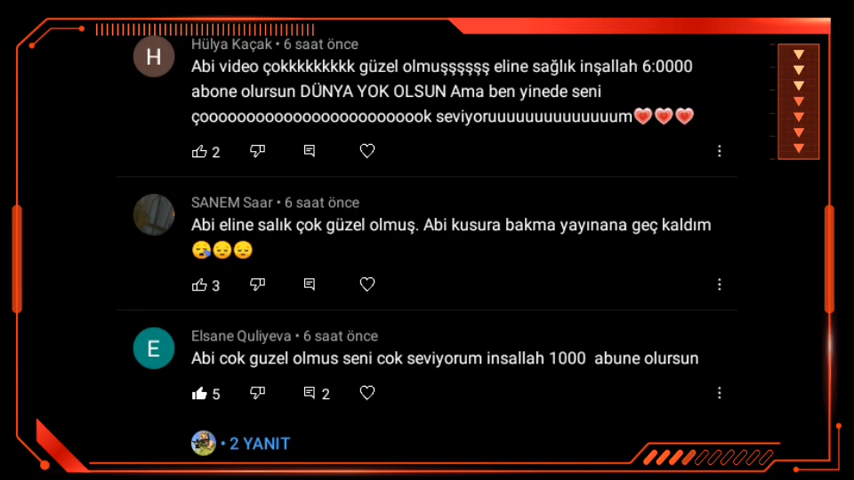 H
Hülya Kaçak • 6 saat önce
Abi video çokkkkkkkkk güzel olmuşşşşşş eline sağlık inşallah 6:0000
abone olursun DÜNYA YOK OLSUN Ama ben yinede seni
çooooooooooooooooooooooooook seviyoruuuuuuuuuuuuuuum💗💗💗
2
SANEM Saar • 6 saat önce
Abi eline salık çok güzel olmuş. Abi kusura bakma yayınana geç kaldım
😪😔😔
3
E
Elsane Quliyeva • 6 saat önce
Abi cok guzel olmus seni cok seviyorum insallah 1000 abune olursun
5 2
• 2 YANIT